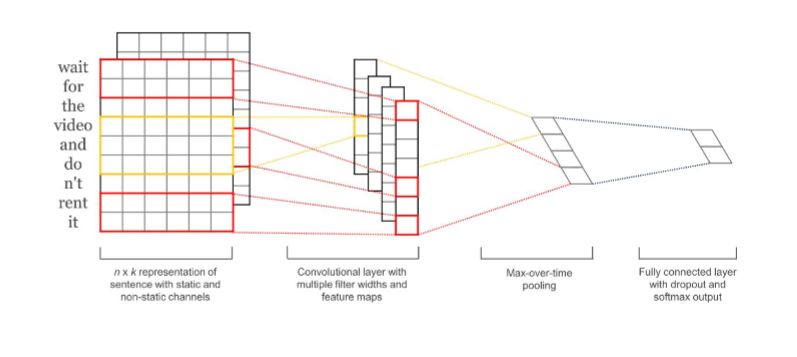 wait
for
the
video
and
do
n't
rent
it
n x k representation of
sentence with static and
non-static channels
Convolutional layer with
multiple filter widths and
feature maps
Max-over-time
pooling
Fully connected layer
with dropout and
softmax output